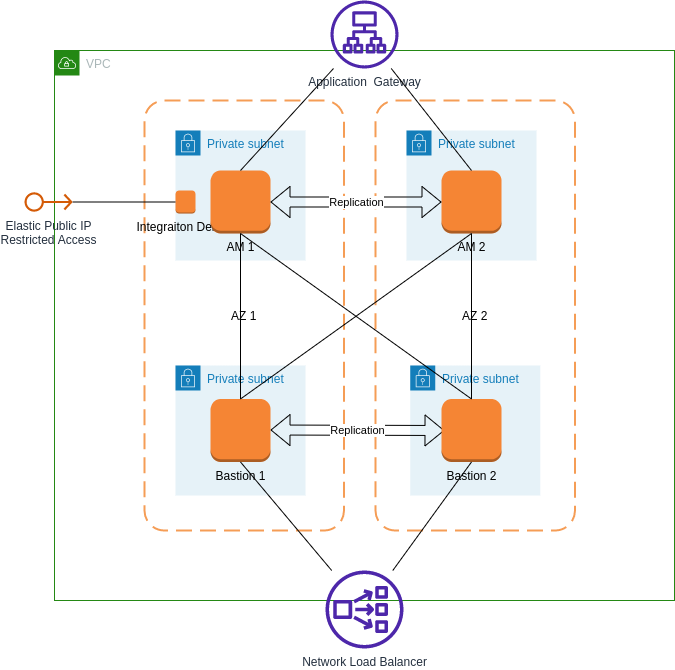 VPC
Application  Gateway
Private subnet
Private subnet
Replication
Elastic Public IP
Restricted Access
Integraiton De
AM 1
AM 2
AZ 1
AZ 2
Private subnet
Private subnet
Replication
Bastion 1
Bastion 2
Network Load Balancer